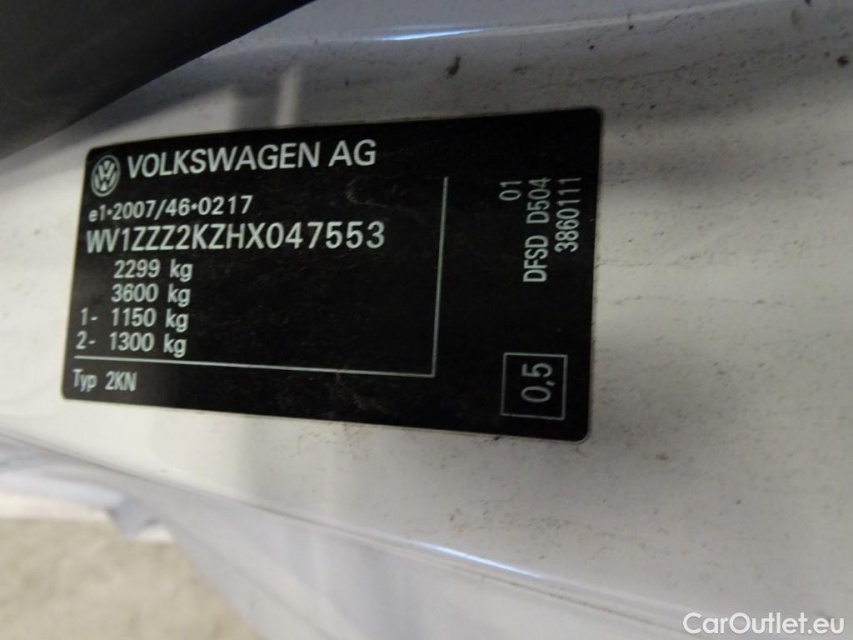 VOLKSWAGEN AG
e1*2007/46*0217
WV1ZZZ2KZHX047553
2299 kg
3600 kg
1- 1150 kg
2- 1300 kg
Typ 2KN
01
DFSD D504
3860111
0,5
CarOutlet.eu